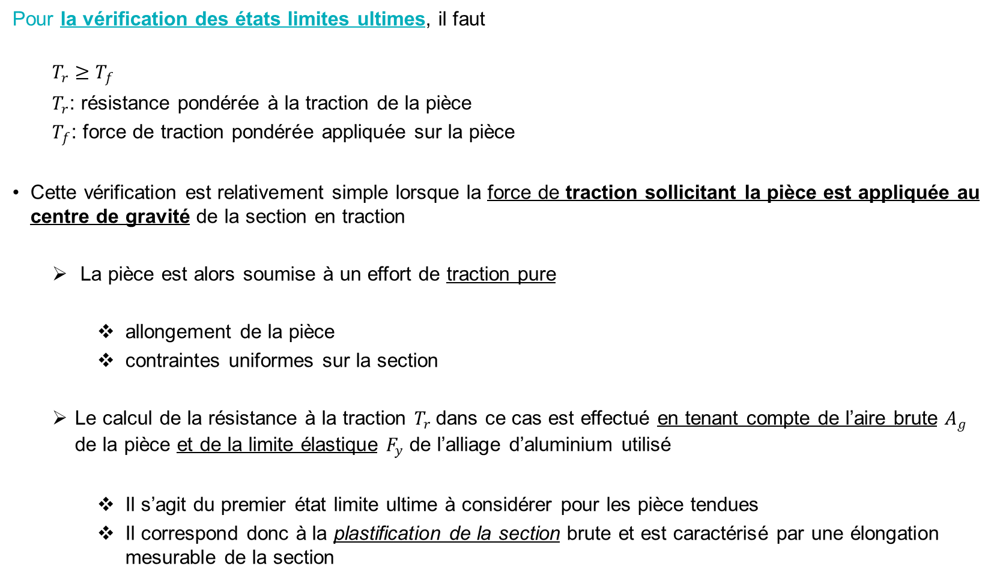 Pour la vérification des états limites ultimes, il faut
T_r ≥ T_f
T_r: résistance pondérée à la traction de la pièce
T_f: force de traction pondérée appliquée sur la pièce
• Cette vérification est relativement simple lorsque la force de traction sollicitant la pièce est appliquée au
centre de gravité de la section en traction
➢ La pièce est alors soumise à un effort de traction pure
❖ allongement de la pièce
❖ contraintes uniformes sur la section
➢ Le calcul de la résistance à la traction T_r dans ce cas est effectué en tenant compte de l’aire brute A_g
de la pièce et de la limite élastique F_y de l’alliage d’aluminium utilisé
❖ Il s’agit du premier état limite ultime à considérer pour les pièce tendues
❖ Il correspond donc à la plastification de la section brute et est caractérisé par une élongation
mesurable de la section